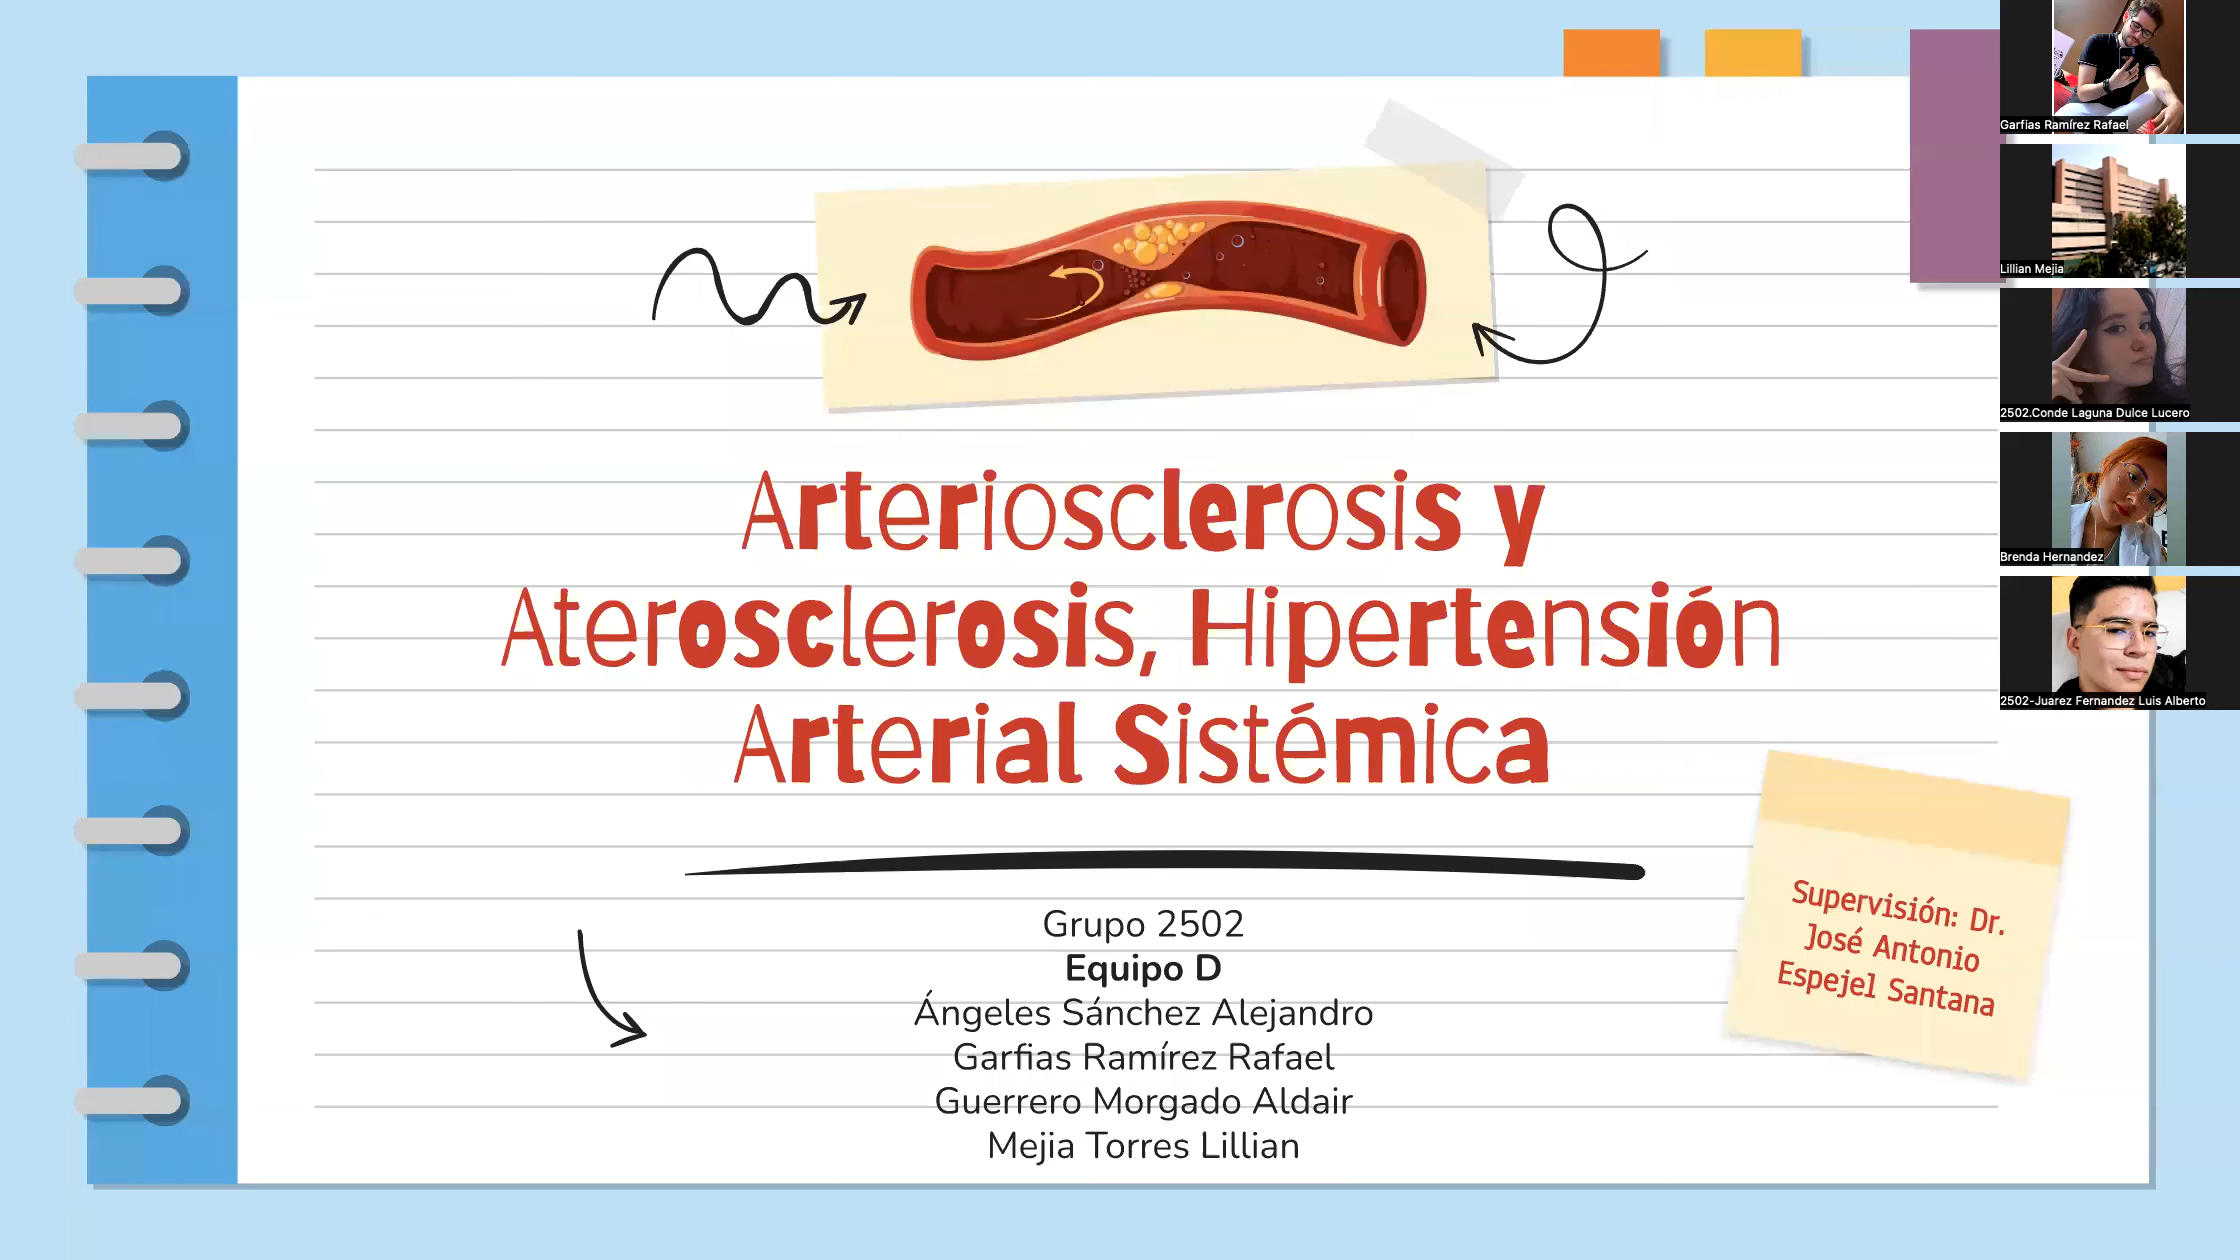 Arteriosclerosis y
Aterosclerosis, Hipertensión
Arterial Sistémica
Grupo 2502
Equipo D
Ángeles Sánchez Alejandro
Garfias Ramírez Rafael
Guerrero Morgado Aldair
Mejia Torres Lillian
Supervisión: Dr.
José Antonio
Espejel Santana
Garfias Ramírez Rafael
Lillian Mejia
2502.Conde Laguna Dulce Lucero
Brenda Hernandez
2502-Juarez Fernandez Luis Alberto